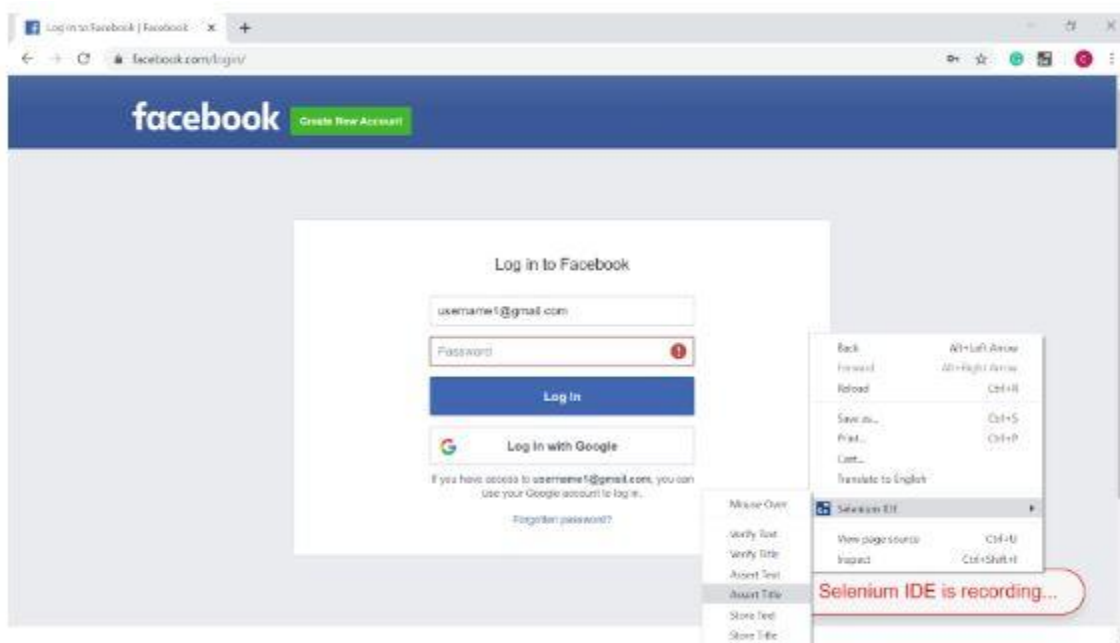 Log in to Facebook | Facebook
facebook.com/login/
C
facebook
Create New Account
Log in to Facebook
username1@gmail.com
Password
Log In
Log In with Google
If you have access to username1@gmail.com, you can
use your Google account to log in.
Forgotten password?
Back Alt+Left Arrow
Forward Alt+Right Arrow
Reload Ctrl+R
Save as... Ctrl+S
Print... Ctrl+P
Cast...
Translate to English
Selenium IDE
View page source Ctrl+U
Inspect Ctrl+Shift+I
Mouse Over
Verify Text
Verify Title
Assert Text
Assert Title
Store Text
Store Title
Selenium IDE is recording...